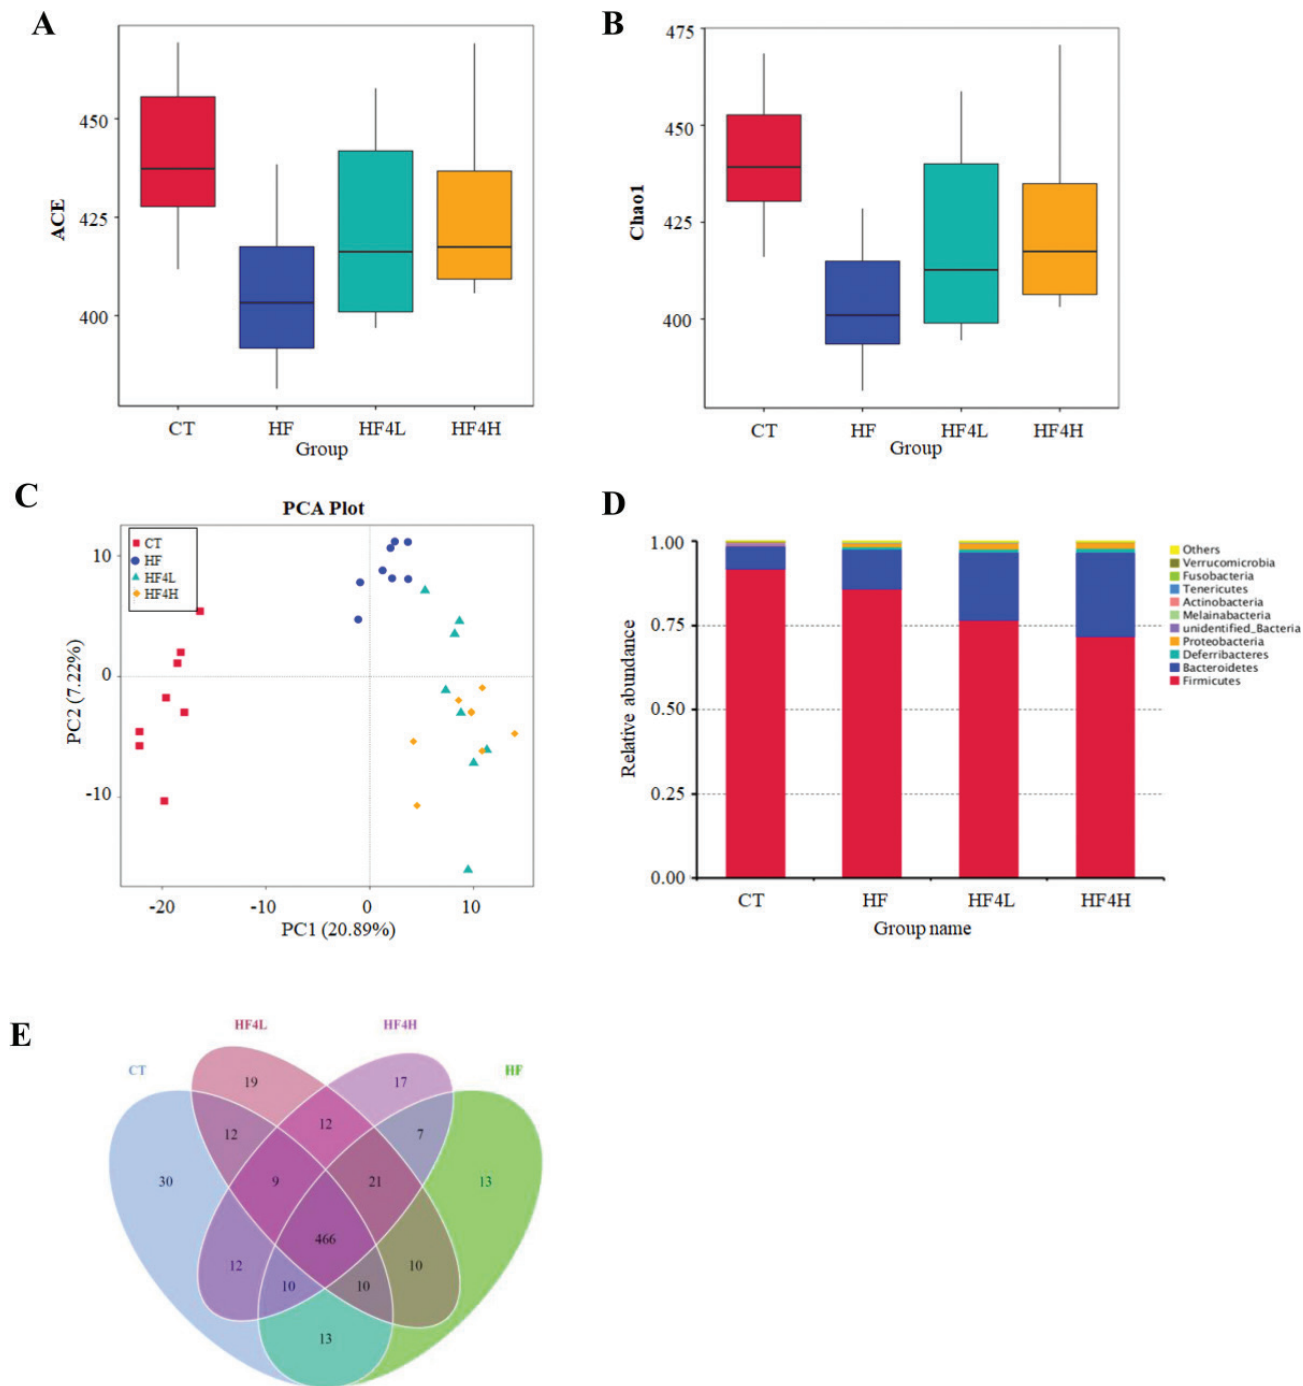 A
ACE
450
425
400
CT HF HF4L HF4H
Group
B
Chao1
475
450
425
400
CT HF HF4L HF4H
Group
C
PCA Plot
CT
HF
HF4L
HF4H
PC2 (7.22%)
10
0
-10
-20 -10 0 10
PC1 (20.89%)
D
Relative abundance
1.00
0.75
0.50
0.25
0.00
CT HF HF4L HF4H
Group name
Others
Verrucomicrobia
Fusobacteria
Tenericutes
Actinobacteria
Melainabacteria
unidentified_Bacteria
Proteobacteria
Deferribacteres
Bacteroidetes
Firmicutes
E
HF4L HF4H
CT HF
19 17
12 12 7
30 9 21 13
466
12 10 10 10
13